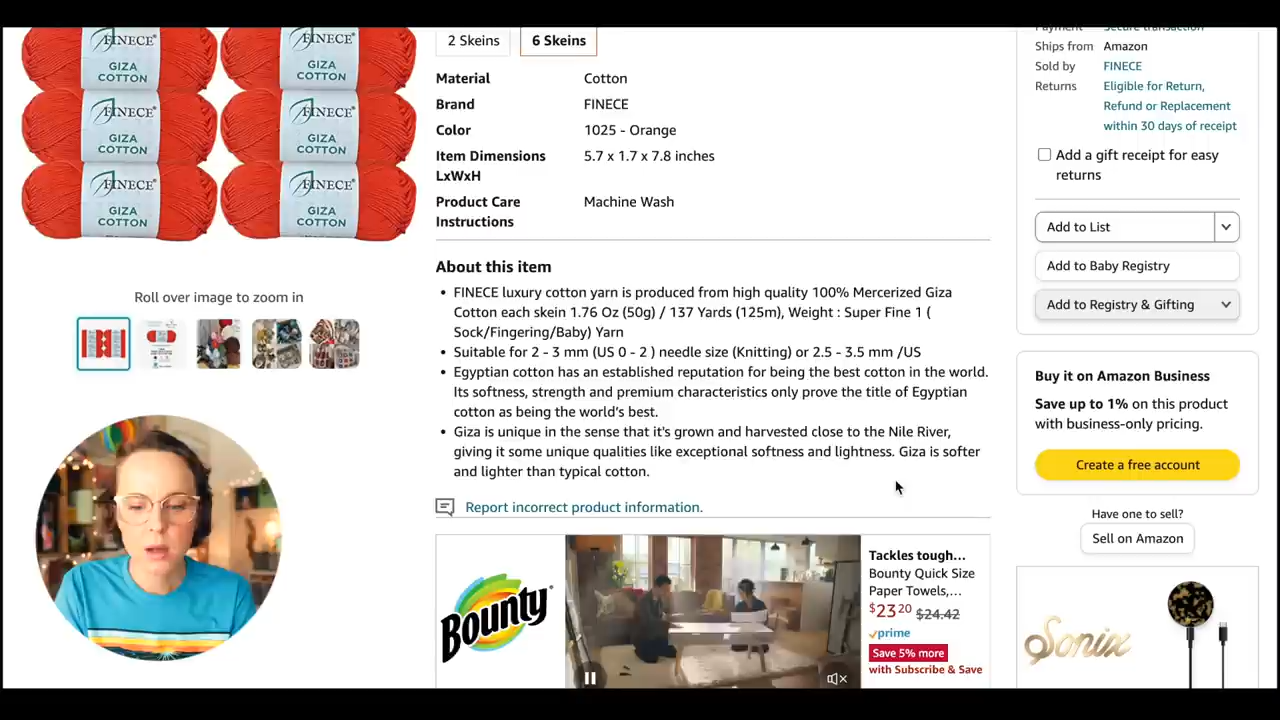 FINECE®
GIZA
COTTON
FINECE®
GIZA
COTTON
FINECE®
GIZA
COTTON
FINECE®
GIZA
COTTON
FINECE®
GIZA
COTTON
FINECE®
GIZA
COTTON
Roll over image to zoom in
2 Skeins
6 Skeins
Material Cotton
Brand FINECE
Color 1025 - Orange
Item Dimensions 5.7 x 1.7 x 7.8 inches
LxWxH
Product Care Machine Wash
Instructions
About this item
• FINECE luxury cotton yarn is produced from high quality 100% Mercerized Giza
Cotton each skein 1.76 Oz (50g) / 137 Yards (125m), Weight : Super Fine 1 (
Sock/Fingering/Baby) Yarn
• Suitable for 2 - 3 mm (US 0 - 2 ) needle size (Knitting) or 2.5 - 3.5 mm /US
• Egyptian cotton has an established reputation for being the best cotton in the world.
Its softness, strength and premium characteristics only prove the title of Egyptian
cotton as being the world's best.
• Giza is unique in the sense that it's grown and harvested close to the Nile River,
giving it some unique qualities like exceptional softness and lightness. Giza is softer
and lighter than typical cotton.
Report incorrect product information.
Bounty
Tackles tough...
Bounty Quick Size
Paper Towels,...
$23 20 $24.42
prime
Save 5% more
with Subscribe & Save
Payment Secure transaction
Ships from Amazon
Sold by FINECE
Returns Eligible for Return,
Refund or Replacement
within 30 days of receipt
Add a gift receipt for easy
returns
Add to List
Add to Baby Registry
Add to Registry & Gifting
Buy it on Amazon Business
Save up to 1% on this product
with business-only pricing.
Create a free account
Have one to sell?
Sell on Amazon
Sonix